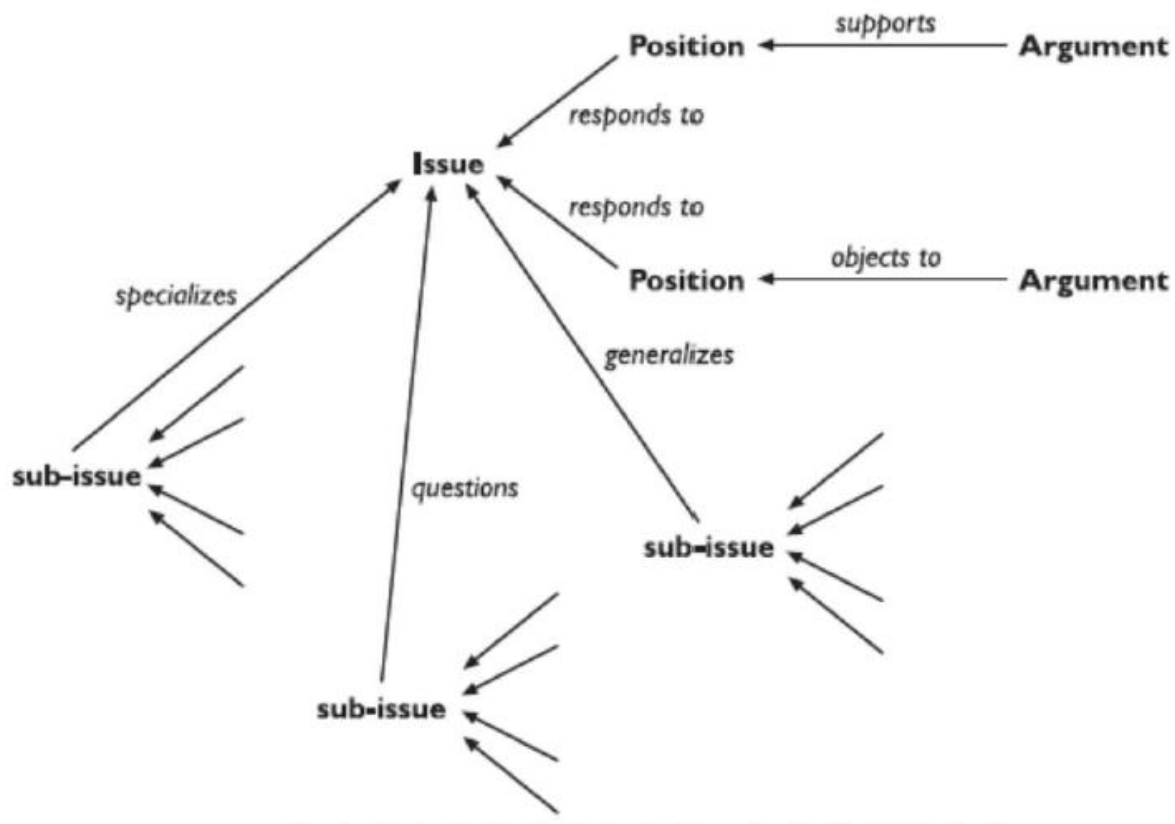 supports
Position
Argument
responds to
Issue
responds to
objects to
Position
Argument
specializes
generalizes
sub-issue
questions
sub-issue
sub-issue